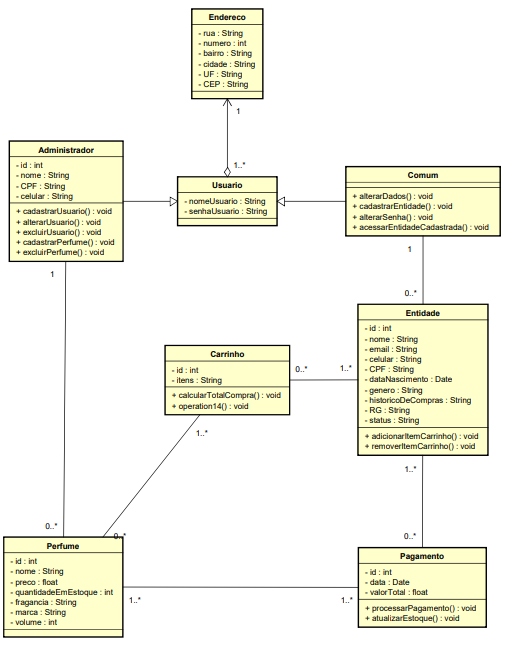 Endereco
- rua : String
- numero : int
- bairro : String
- cidade : String
- UF : String
- CEP : String
1
1..*
Administrador
- id : int
- nome : String
- CPF : String
- celular : String
+ cadastrarUsuario() : void
+ alterarUsuario() : void
+ excluirUsuario() : void
+ cadastrarPerfume() : void
+ excluirPerfume() : void
Usuario
- nomeUsuario : String
- senhaUsuario : String
Comum
+ alterarDados() : void
+ cadastrarEntidade() : void
+ alterarSenha() : void
+ acessarEntidadeCadastrada() : void
1
1
0..*
Entidade
- id : int
- nome : String
- email : String
- celular : String
- CPF : String
- dataNascimento : Date
- genero : String
- historicoDeCompras : String
- RG : String
- status : String
+ adicionarItemCarrinho() : void
+ removerItemCarrinho() : void
Carrinho
- id : int
- itens : String
+ calcularTotalCompra() : void
+ operation14() : void
0..*
1..*
1..*
1..*
0..*
0..*
0..*
Perfume
- id : int
- nome : String
- preco : float
- quantidadeEmEstoque : int
- fragancia : String
- marca : String
- volume : int
1..*
1..*
Pagamento
- id : int
- data : Date
- valorTotal : float
+ processarPagamento() : void
+ atualizarEstoque() : void